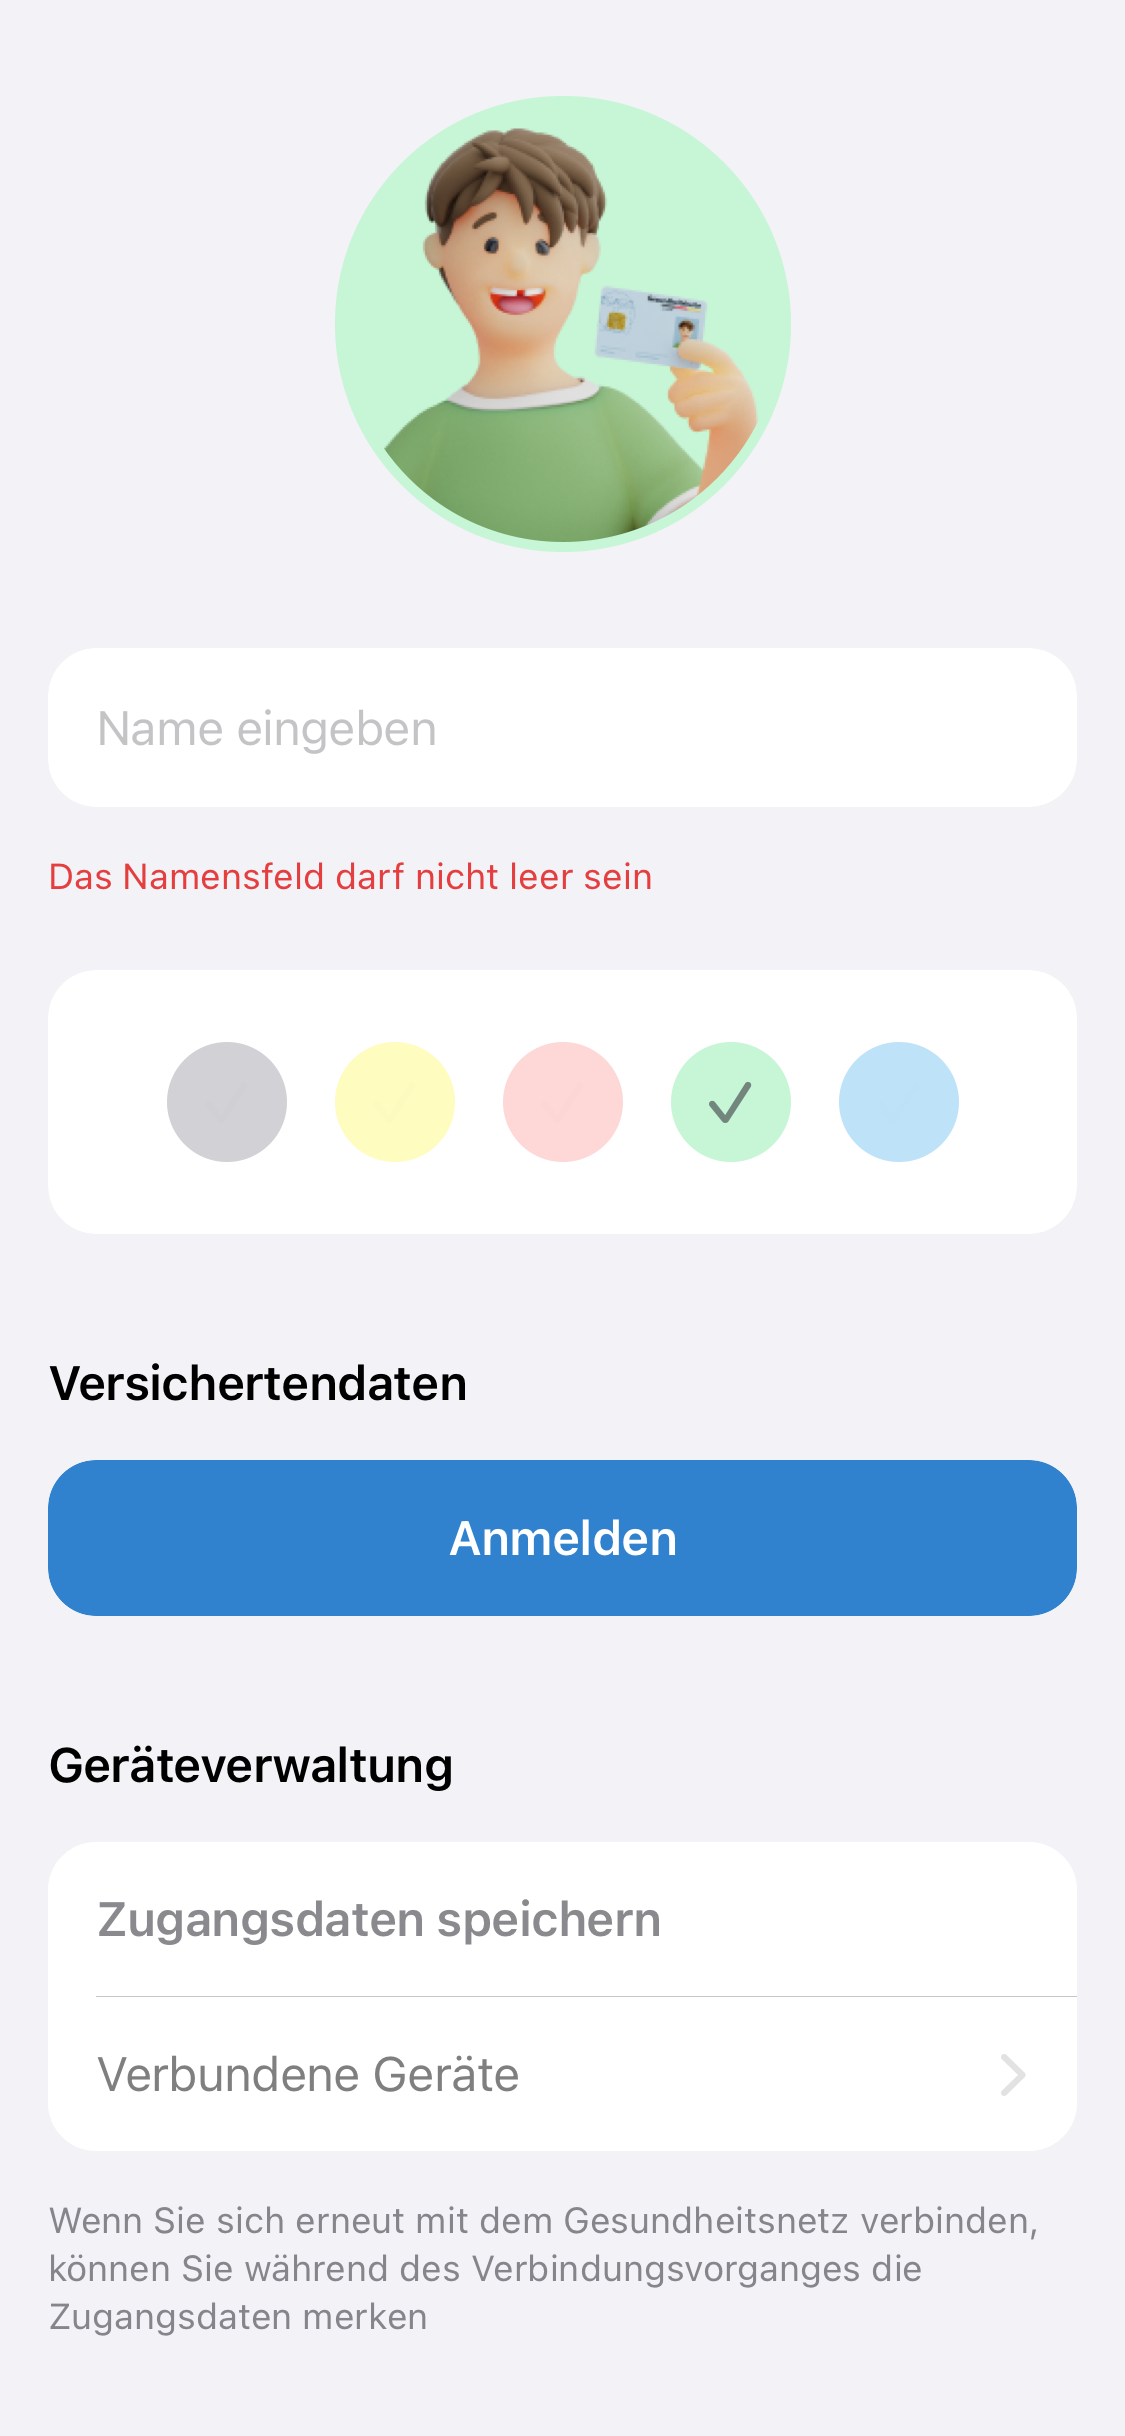 Name eingeben
Das Namensfeld darf nicht leer sein
Versichertendaten
Anmelden
Geräteverwaltung
Zugangsdaten speichern
Verbundene Geräte
Wenn Sie sich erneut mit dem Gesundheitsnetz verbinden,
können Sie während des Verbindungsvorganges die
Zugangsdaten merken